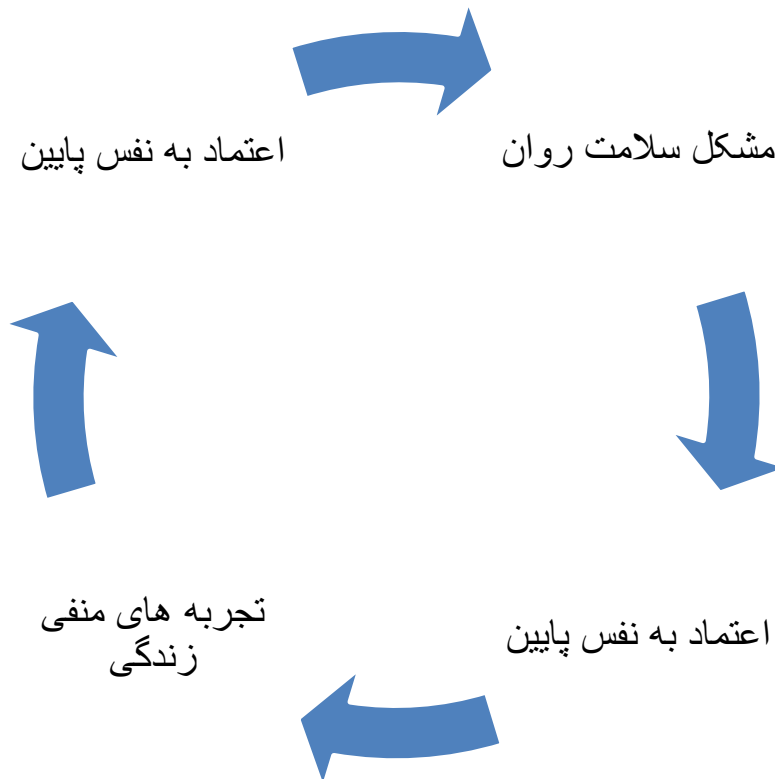 مشکل سلامت روان
اعتماد به نفس پایین
تجربه های منفی
زندگی
اعتماد به نفس پایین